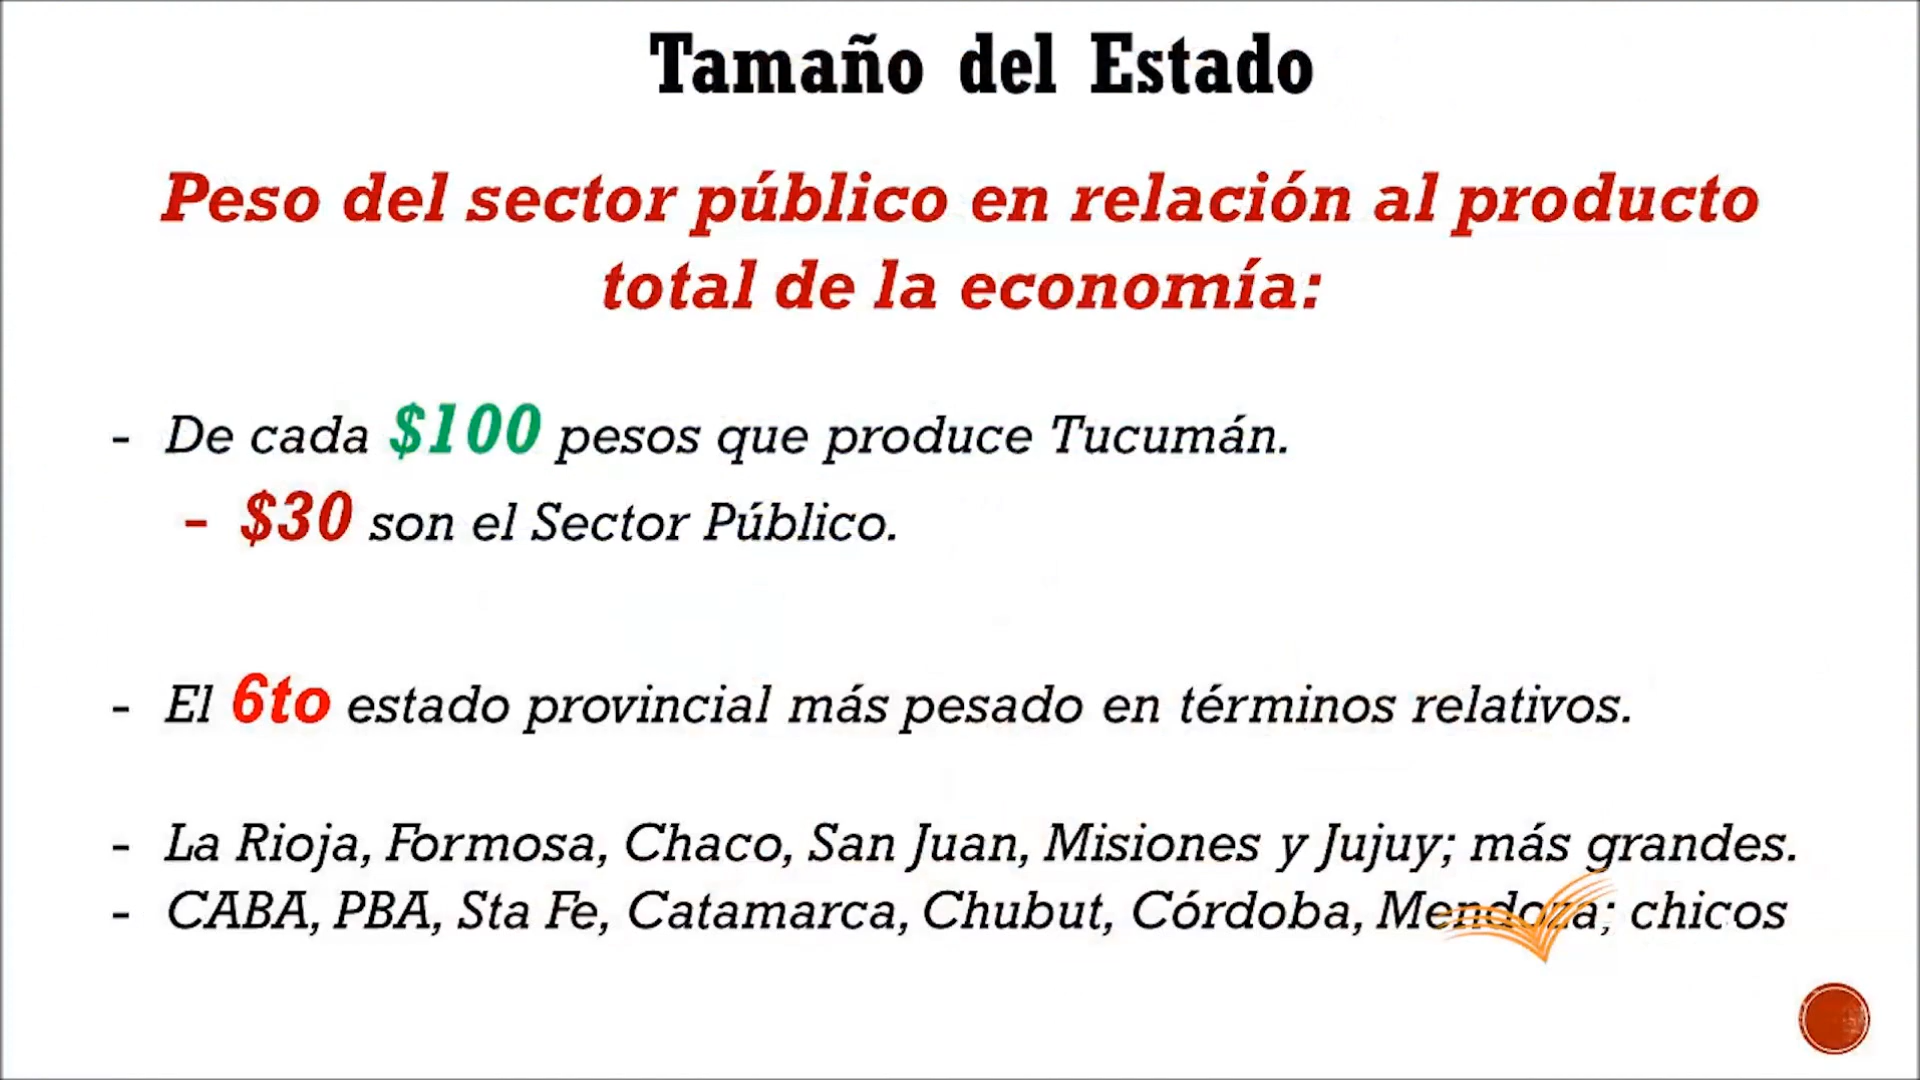 Tamaño del Estado
Peso del sector público en relación al producto
total de la economía:
- De cada $100 pesos que produce Tucumán.
- $30 son el Sector Público.
- El 6to estado provincial más pesado en términos relativos.
- La Rioja, Formosa, Chaco, San Juan, Misiones y Jujuy; más grandes.
- CABA, PBA, Sta Fe, Catamarca, Chubut, Córdoba, Mendoza; chicos